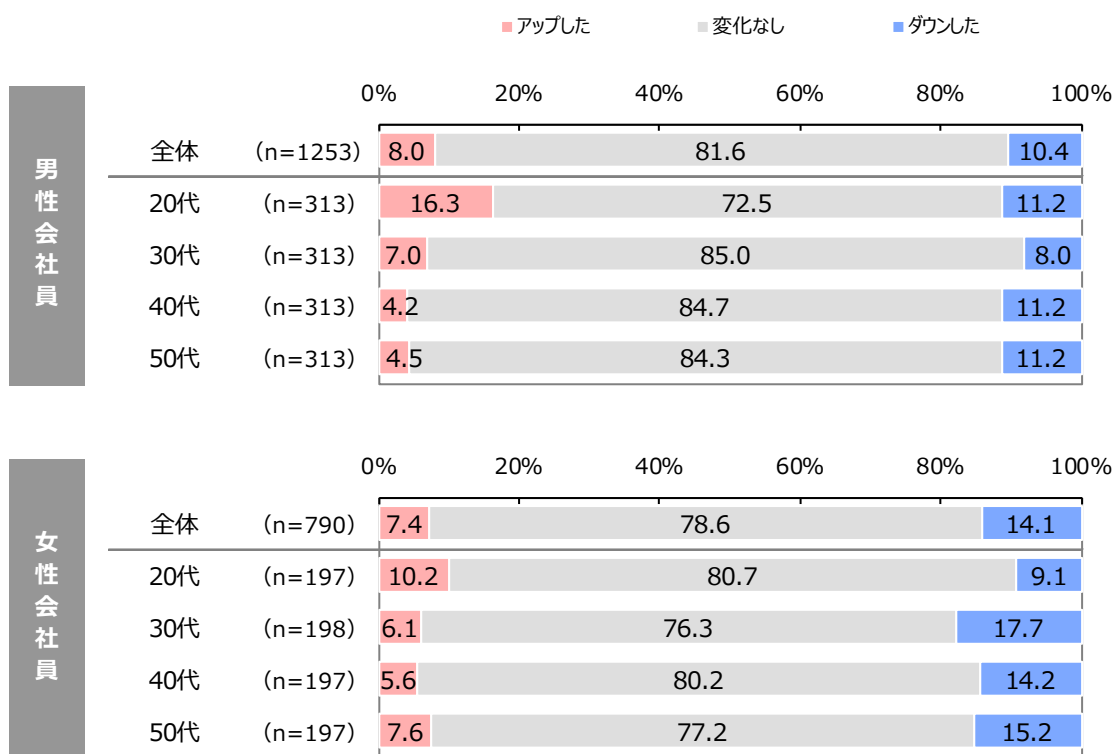 アップした 変化なし ダウンした
0% 20% 40% 60% 80% 100%
男性会社員
全体 (n=1253) 8.0 81.6 10.4
20代 (n=313) 16.3 72.5 11.2
30代 (n=313) 7.0 85.0 8.0
40代 (n=313) 4.2 84.7 11.2
50代 (n=313) 4.5 84.3 11.2
0% 20% 40% 60% 80% 100%
女性会社員
全体 (n=790) 7.4 78.6 14.1
20代 (n=197) 10.2 80.7 9.1
30代 (n=198) 6.1 76.3 17.7
40代 (n=197) 5.6 80.2 14.2
50代 (n=197) 7.6 77.2 15.2